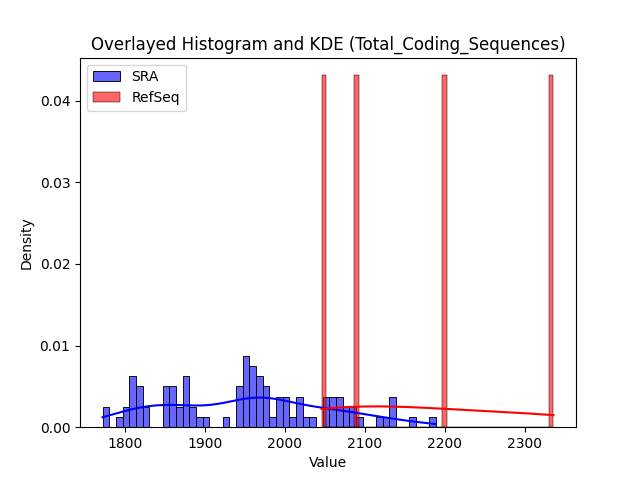 Overlayed Histogram and KDE (Total_Coding_Sequences)
SRA
RefSeq
0.04
0.03
0.02
0.01
0.00
Density
1800 1900 2000 2100 2200 2300
Value